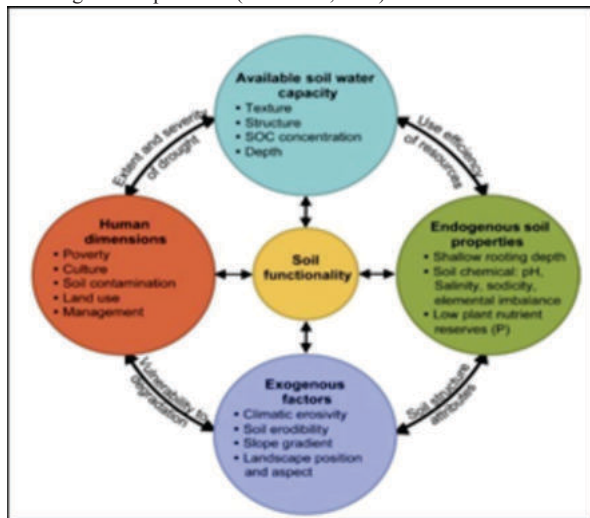 Available soil water
capacity
• Texture
• Structure
• SOC concentration
• Depth
Extent and severity
of drought
Use efficiency
of resources
Human
dimensions
• Poverty
• Culture
• Soil contamination
• Land use
• Management
Soil
functionality
Endogenous soil
properties
• Shallow rooting depth
• Soil chemical: pH,
Salinity, sodicity,
elemental imbalance
• Low plant nutrient
reserves (P)
Vulnerability to
degradation
Soil structure
attributes
Exogenous
factors
• Climatic erosivity
• Soil erodibility
• Slope gradient
• Landscape position
and aspect